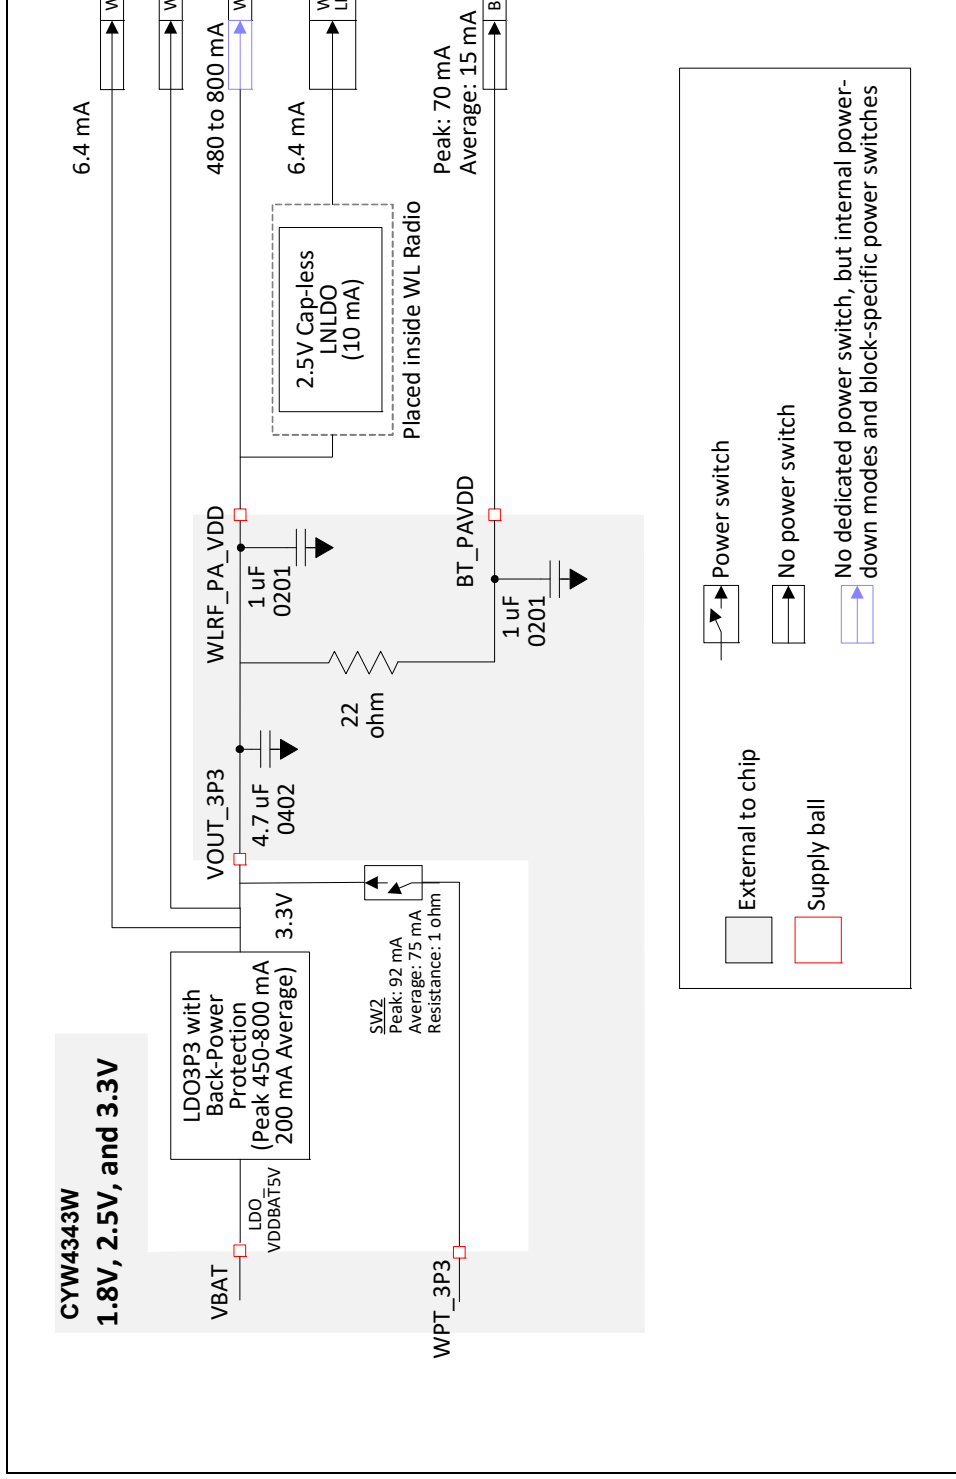 CYW4343W
1.8V, 2.5V, and 3.3V
VBAT
LDO_
VDDBAT5V
LDO3P3 with
Back-Power
Protection
(Peak 450-800 mA
200 mA Average)
3.3V
VOUT_3P3
4.7 uF
0402
22
ohm
WLRF_PA_VDD
1 uF
0201
6.4 mA
480 to 800 mA
2.5V Cap-less
LNLDO
(10 mA)
Placed inside WL Radio
6.4 mA
WPT_3P3
SW2
Peak: 92 mA
Average: 75 mA
Resistance: 1 ohm
BT_PAVDD
1 uF
0201
Peak: 70 mA
Average: 15 mA
External to chip
Supply ball
Power switch
No power switch
No dedicated power switch, but internal power-
down modes and block-specific power switches